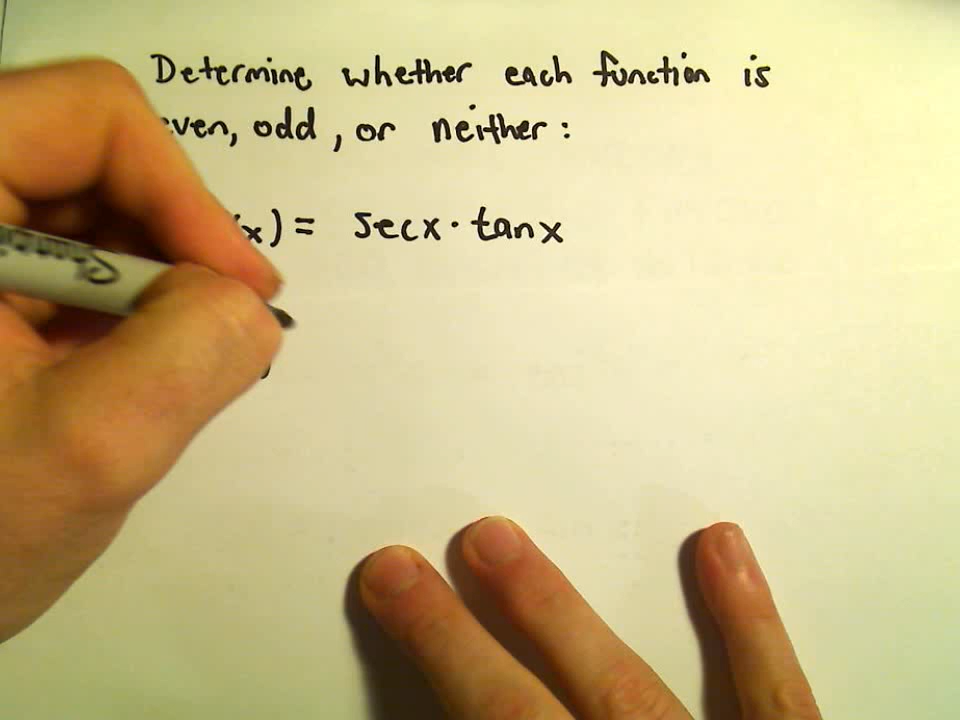 Determine whether each function is
even, odd, or neither:
x) = secx · tanx